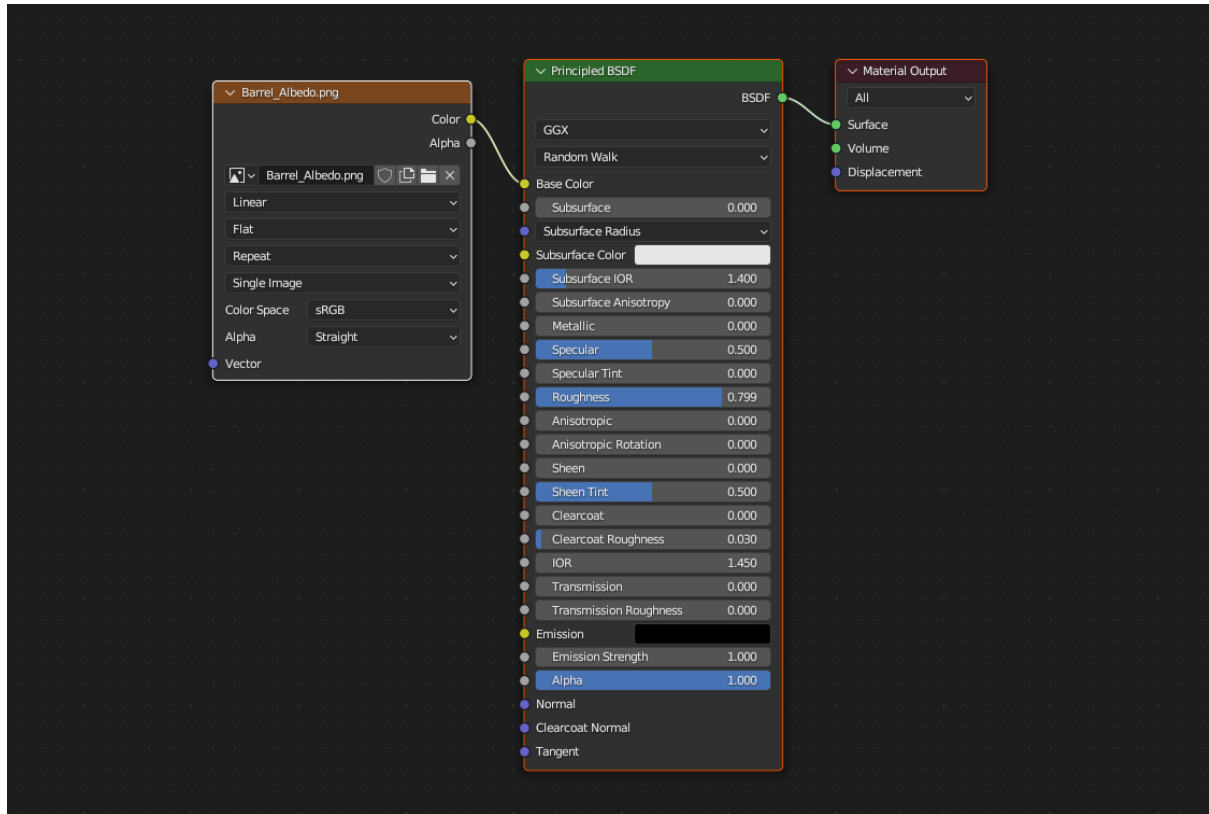 Barrel_Albedo.png
Color
Alpha
Barrel_Albedo.png
Linear
Flat
Repeat
Single Image
Color Space sRGB
Alpha Straight
Vector
Principled BSDF
BSDF
GGX
Random Walk
Base Color
Subsurface 0.000
Subsurface Radius
Subsurface Color
Subsurface IOR 1.400
Subsurface Anisotropy 0.000
Metallic 0.000
Specular 0.500
Specular Tint 0.000
Roughness 0.799
Anisotropic 0.000
Anisotropic Rotation 0.000
Sheen 0.000
Sheen Tint 0.500
Clearcoat 0.000
Clearcoat Roughness 0.030
IOR 1.450
Transmission 0.000
Transmission Roughness 0.000
Emission
Emission Strength 1.000
Alpha 1.000
Normal
Clearcoat Normal
Tangent
Material Output
All
Surface
Volume
Displacement